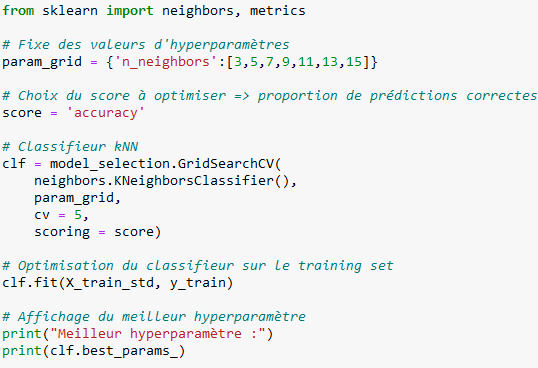 from sklearn import neighbors, metrics
# Fixe des valeurs d'hyperparamètres
param_grid = {'n_neighbors':[3,5,7,9,11,13,15]}
# Choix du score à optimiser => proportion de prédictions correctes
score = 'accuracy'
# Classifieur kNN
clf = model_selection.GridSearchCV(
    neighbors.KNeighborsClassifier(),
    param_grid,
    cv = 5,
    scoring = score)
# Optimisation du classifieur sur le training set
clf.fit(X_train_std, y_train)
# Affichage du meilleur hyperparamètre
print("Meilleur hyperparamètre :")
print(clf.best_params_)